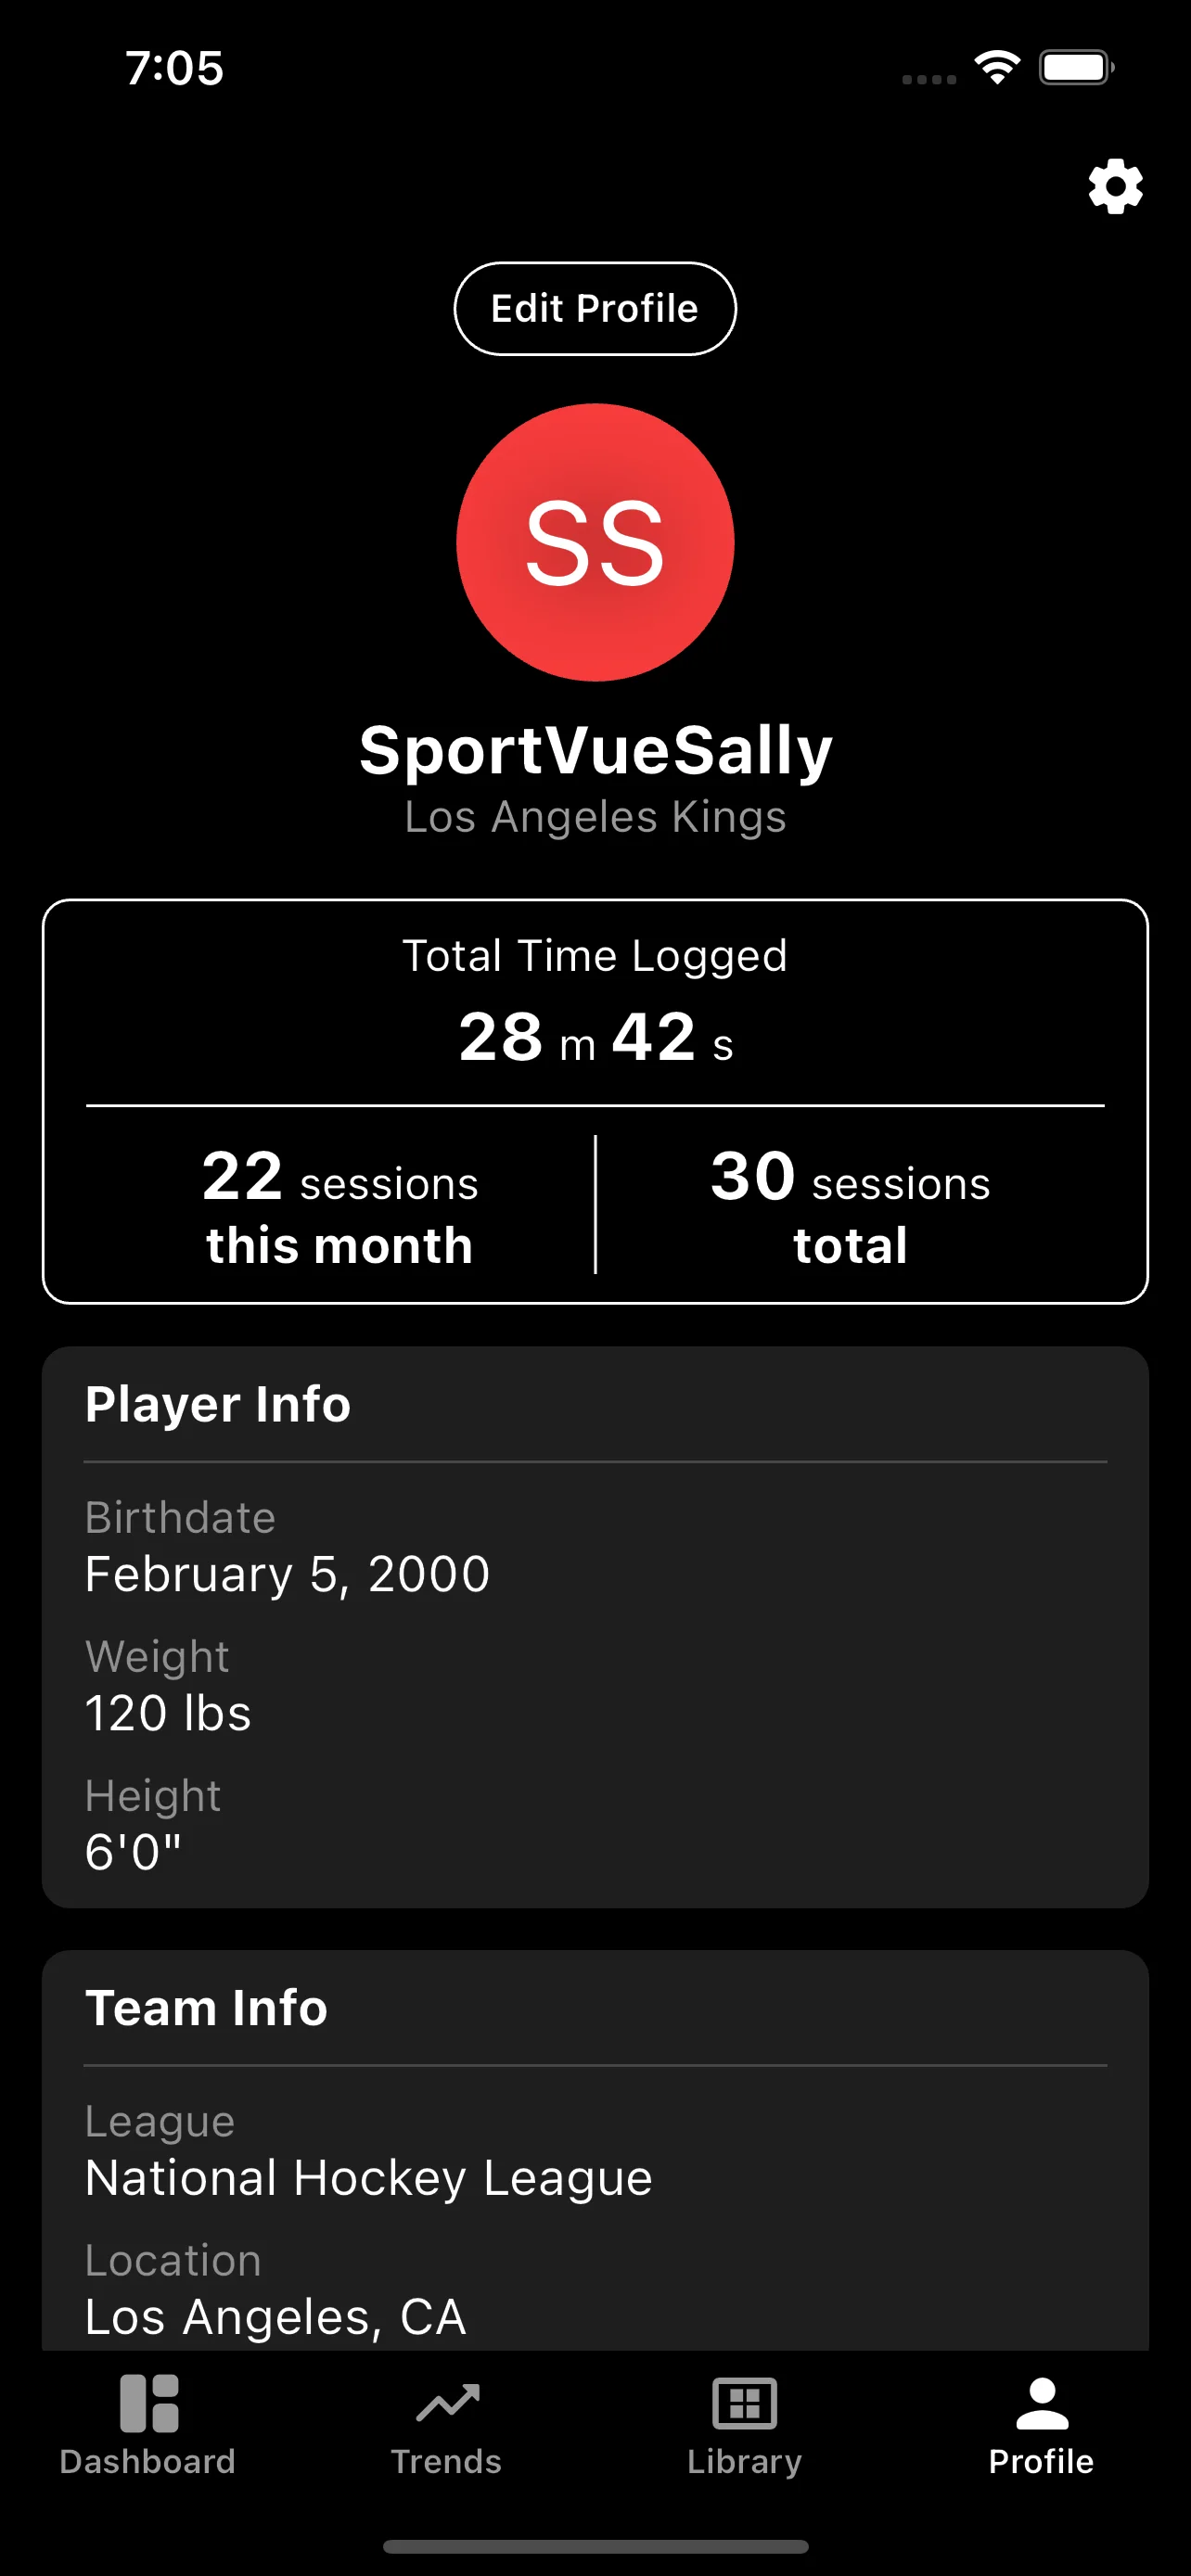 7:05
Edit Profile
SS
SportVueSally
Los Angeles Kings
Total Time Logged
28 m 42 s
22 sessions
this month
30 sessions
total
Player Info
Birthdate
February 5, 2000
Weight
120 lbs
Height
6'0"
Team Info
League
National Hockey League
Location
Los Angeles, CA
Dashboard
Trends
Library
Profile